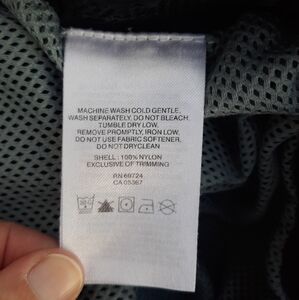 MACHINE WASH COLD GENTLE,
WASH SEPARATELY, DO NOT BLEACH,
TUMBLE DRY LOW,
REMOVE PROMPTLY, IRON LOW,
DO NOT USE FABRIC SOFTENER,
DO NOT DRYCLEAN
SHELL : 100% NYLON
EXCLUSIVE OF TRIMMING
RN 69724
CA 05367